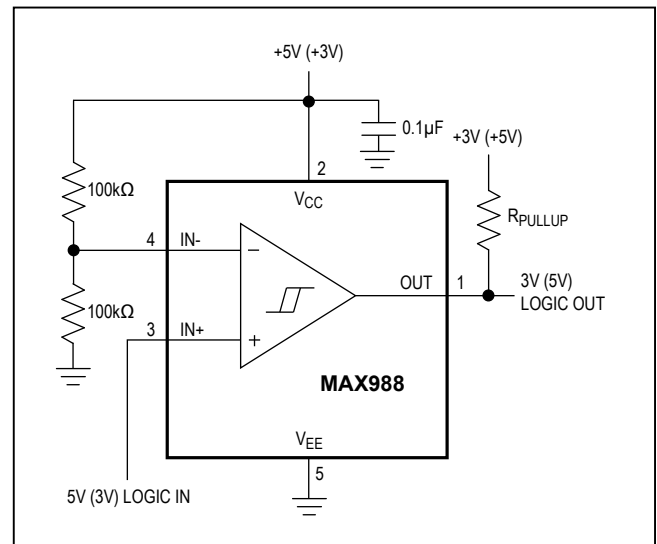 +5V (+3V)
0.1µF
+3V (+5V)
2
100kΩ
VCC
RPULLUP
4 IN-
−
OUT 1
3V (5V)
LOGIC OUT
100kΩ
3 IN+
+
MAX988
VEE
5
5V (3V) LOGIC IN